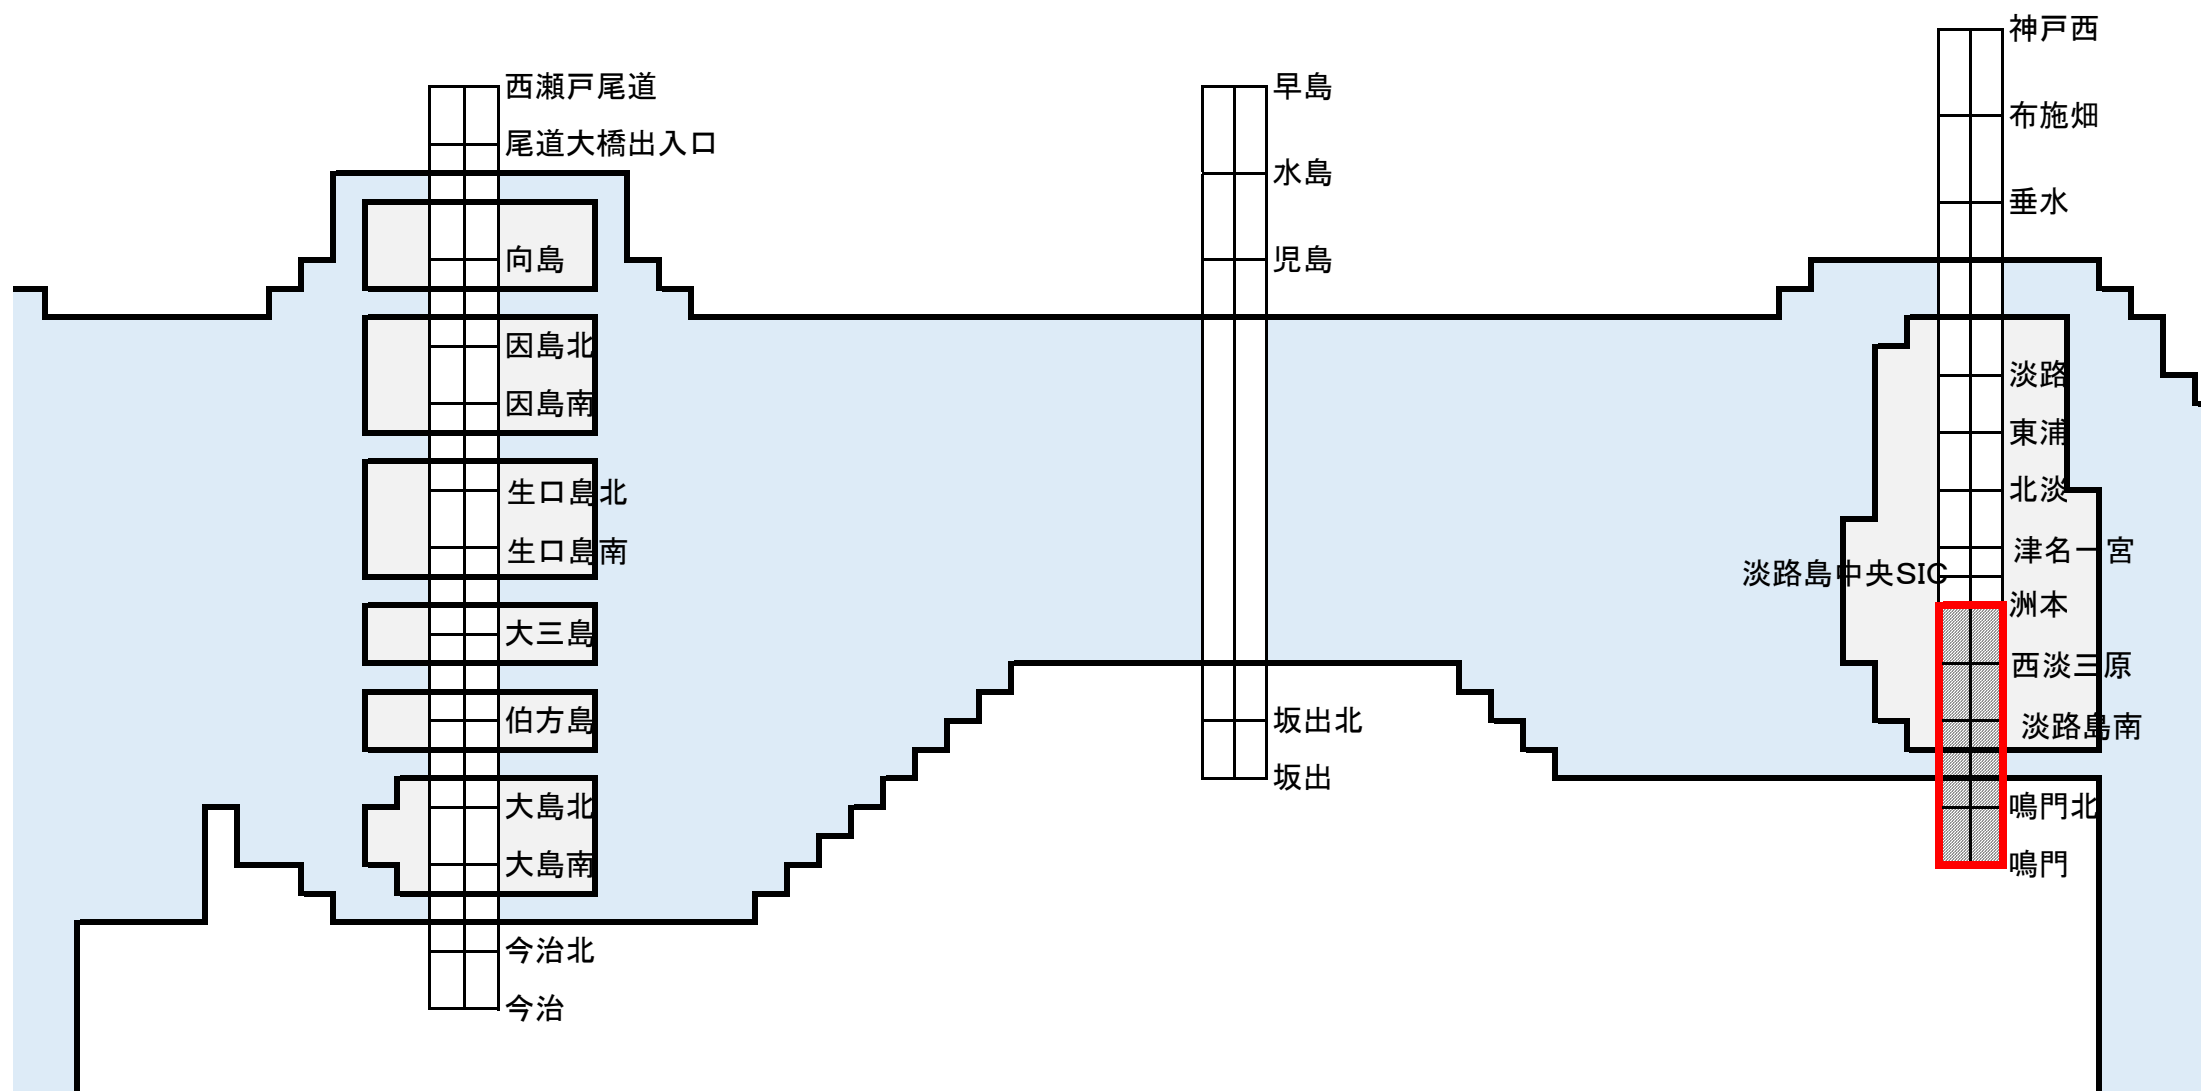 西瀬戸尾道
尾道大橋出入口
向島
因島北
因島南
生口島北
生口島南
大三島
伯方島
大島北
大島南
今治北
今治
早島
水島
児島
坂出北
坂出
神戸西
布施畑
垂水
淡路
東浦
北淡
津名一宮
淡路島中央SIC
洲本
西淡三原
淡路島南
鳴門北
鳴門